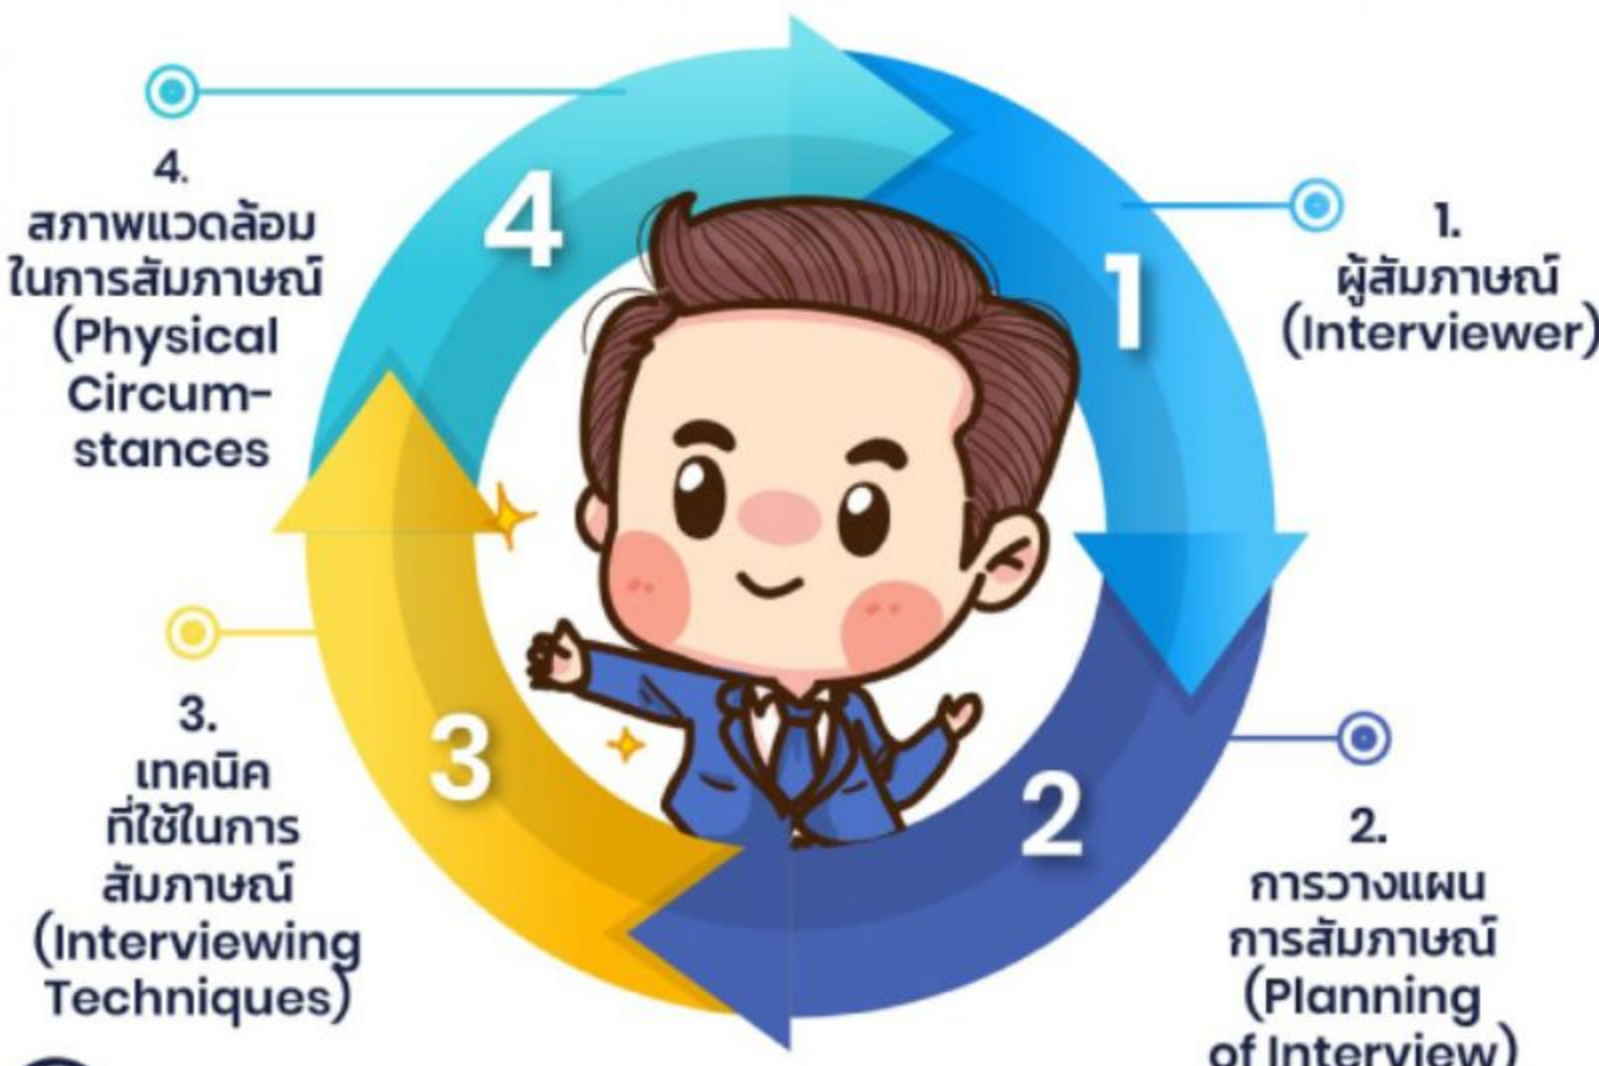 4.
สภาพแวดล้อม
ในการสัมภาษณ์
(Physical
Circum-
stances
4
1
1.
ผู้สัมภาษณ์
(Interviewer)
3.
เทคนิค
ที่ใช้ในการ
สัมภาษณ์
(Interviewing
Techniques)
3
2
2.
การวางแผน
การสัมภาษณ์
(Planning
of Interview)